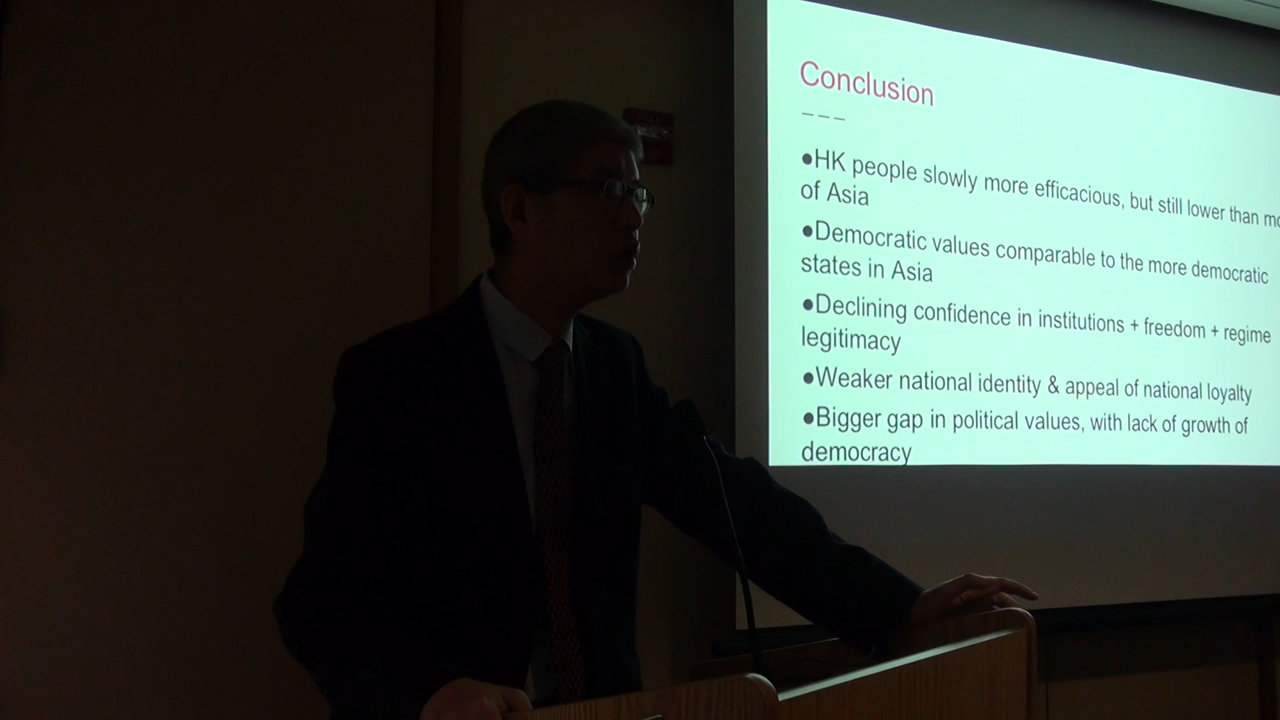 Conclusion
●HK people slowly more efficacious, but still lower than
of Asia
●Democratic values comparable to the more democratic
states in Asia
●Declining confidence in institutions + freedom + regime
legitimacy
●Weaker national identity & appeal of national loyalty
●Bigger gap in political values, with lack of growth of
democracy